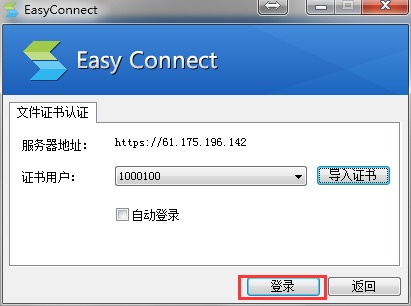 EasyConnect
Easy Connect
文件证书认证
服务器地址： https://61.175.196.142
证书用户： 1000100 导入证书
自动登录
登录 返回